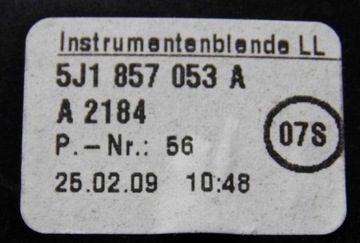 Instrumentenblende LL
5J1 857 053 A
A 2184
P.-Nr.: 56
07S
25.02.09 10:48